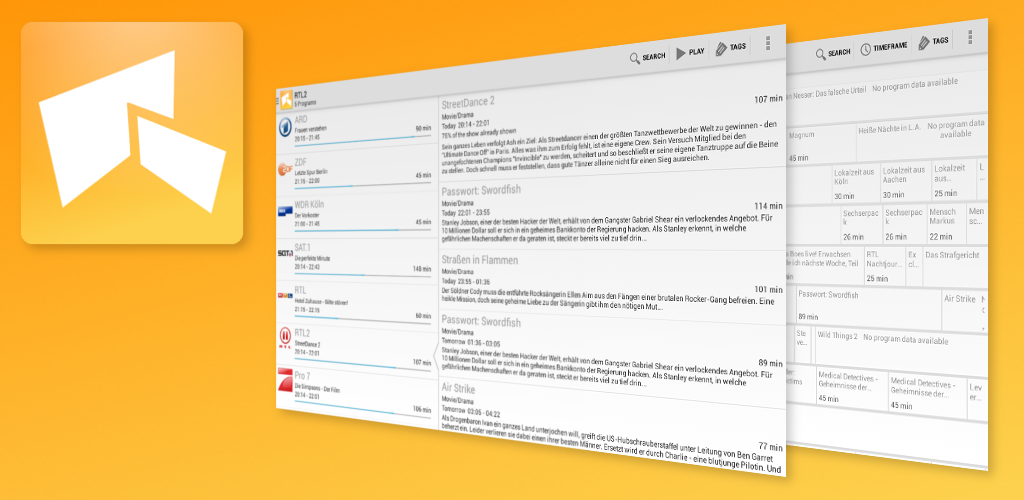 SEARCH
PLAY
TAGS
RTL2
5 Programs
ARD
Frauen verstehen
20:15 - 21:45
90 min
ZDF
Letzte Spur Berlin
21:15 - 22:00
45 min
WDR Köln
Der Vorkoster
21:00 - 21:45
45 min
SAT.1
Die perfekte Minute
20:14 - 22:43
148 min
RTL
Hotel Zuhause - Bitte stören!
21:15 - 22:15
60 min
RTL2
StreetDance 2
20:14 - 22:01
107 min
Pro 7
Die Simpsons - Der Film
20:14 - 22:01
106 min
StreetDance 2
107 min
Movie/Drama
Today 20:14 - 22:01
76% of the show already shown
Sein ganzes Leben verfolgt Ash ein Ziel: Als Streetdancer einen der größten Tanzwettbewerbe der Welt zu gewinnen - den
"Ultimate Dance Off" in Paris. Alles was ihm zum Erfolg fehlt, ist eine eigene Crew. Sein Versuch Mitglied bei den
ungefochtenen Champions "Invincible" zu werden, scheitert und so beschließt er seine eigene Tanztruppe auf die Beine
zu stellen. Doch schnell muss er feststellen, dass gute Tänzer alleine nicht für einen Sieg ausreichen.
Passwort: Swordfish
114 min
Movie/Drama
Today 22:01 - 23:55
Stanley Jobson, einer der besten Hacker der Welt, erhält von dem Gangster Gabriel Shear ein verlockendes Angebot. Für
10 Millionen Dollar soll er sich in ein geheimes Bankkonto der Regierung hacken. Als Stanley erkennt, in welche
gefährlichen Machenschaften er da geraten ist, steckt er bereits viel zu tief drin...
Straßen in Flammen
101 min
Movie/Drama
Today 23:55 - 01:36
Der Söldner Cody muss die entführte Rocksängerin Ellen Aim aus den Fängen einer brutalen Rocker-Gang befreien. Eine
heikle Mission, doch seine geheime Liebe zu der Sängerin gibt ihm den nötigen Mut...
Passwort: Swordfish
89 min
Movie/Drama
Tomorrow 01:36 - 03:05
Stanley Jobson, einer der besten Hacker der Welt, erhält von dem Gangster Gabriel Shear ein verlockendes Angebot. Für
10 Millionen Dollar soll er sich in ein geheimes Bankkonto der Regierung hacken. Als Stanley erkennt, in welche
gefährlichen Machenschaften er da geraten ist, steckt er bereits viel zu tief drin...
Air Strike
77 min
Movie/Drama
Tomorrow 03:05 - 04:22
Als Drogenbaron Ivan ein ganzes Land unterjochen will, greift die US-Hubschrauberstaffel unter Leitung von Ben Garret
beherzt ein. Leider verlieren sie dabei einen ihrer besten Männer. Ersetzt wird er durch Charlie - eine blutjunge Pilotin. Und
SEARCH
TIMEFRAME
TAGS
an Nesser: Das falsche Urteil No program data available
Magnum
45 min
Heiße Nächte in L.A.
No program data
available
Lokalzeit aus
Köln
30 min
Lokalzeit aus
Aachen
30 min
Lokalzeit
aus...
25 min
L
...
Sechserpac
k
26 min
Sechserpac
k
26 min
Mensch
Markus
22 min
Men
sc...
s Boes live! Erwachsen
nächste Woche, Teil
RTL
Nachtjour...
25 min
Ex
cl...
Das Strafgericht
Passwort: Swordfish
89 min
Air Strike
Ste
ve...
Wild Things 2 No program data available
Medical Detectives -
Geheimnisse der...
45 min
Medical Detectives -
Geheimnisse der...
45 min
Lev
er...